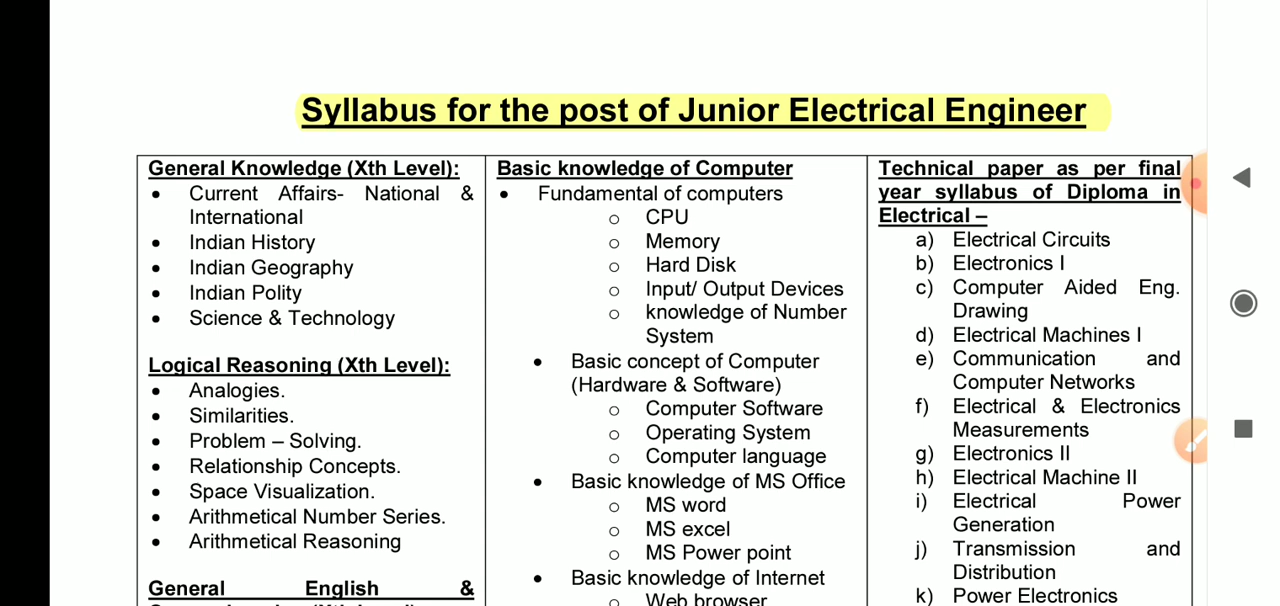 Syllabus for the post of Junior Electrical Engineer
General Knowledge (Xth Level):
• Current Affairs- National &
International
• Indian History
• Indian Geography
• Indian Polity
• Science & Technology
Logical Reasoning (Xth Level):
• Analogies.
• Similarities.
• Problem – Solving.
• Relationship Concepts.
• Space Visualization.
• Arithmetical Number Series.
• Arithmetical Reasoning
General English &
Basic knowledge of Computer
• Fundamental of computers
o CPU
o Memory
o Hard Disk
o Input/ Output Devices
o knowledge of Number
System
• Basic concept of Computer
(Hardware & Software)
o Computer Software
o Operating System
o Computer language
• Basic knowledge of MS Office
o MS word
o MS excel
o MS Power point
• Basic knowledge of Internet
o Web browser
Technical paper as per final
year syllabus of Diploma in
Electrical –
a) Electrical Circuits
b) Electronics I
c) Computer Aided Eng.
Drawing
d) Electrical Machines I
e) Communication and
Computer Networks
f) Electrical & Electronics
Measurements
g) Electronics II
h) Electrical Machine II
i) Electrical Power
Generation
j) Transmission and
Distribution
k) Power Electronics